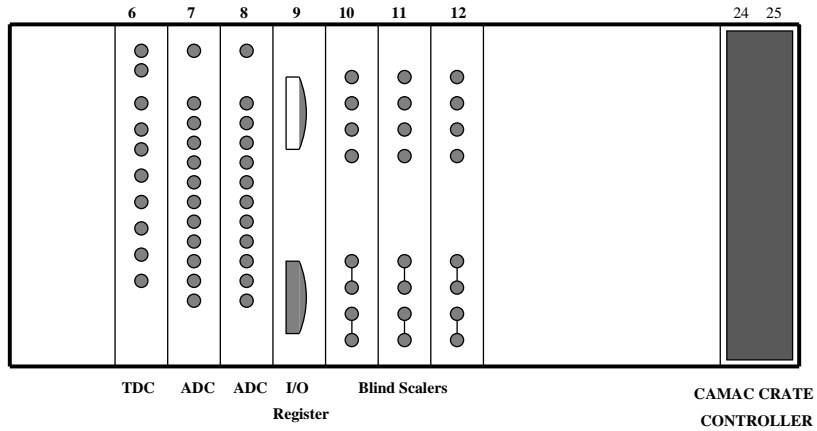 6 7 8 9 10 11 12 24 25
TDC ADC ADC I/O Blind Scalers
Register
CAMAC CRATE
CONTROLLER